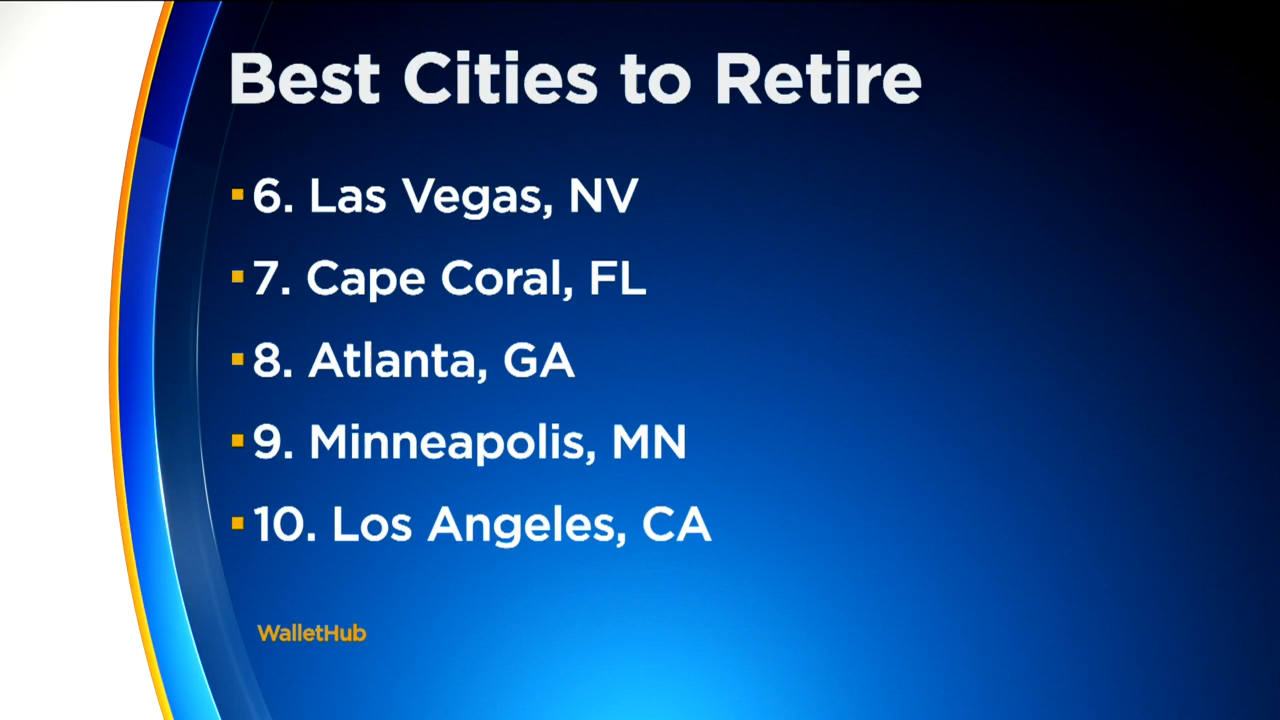 Best Cities to Retire
6. Las Vegas, NV
7. Cape Coral, FL
8. Atlanta, GA
9. Minneapolis, MN
10. Los Angeles, CA
WalletHub